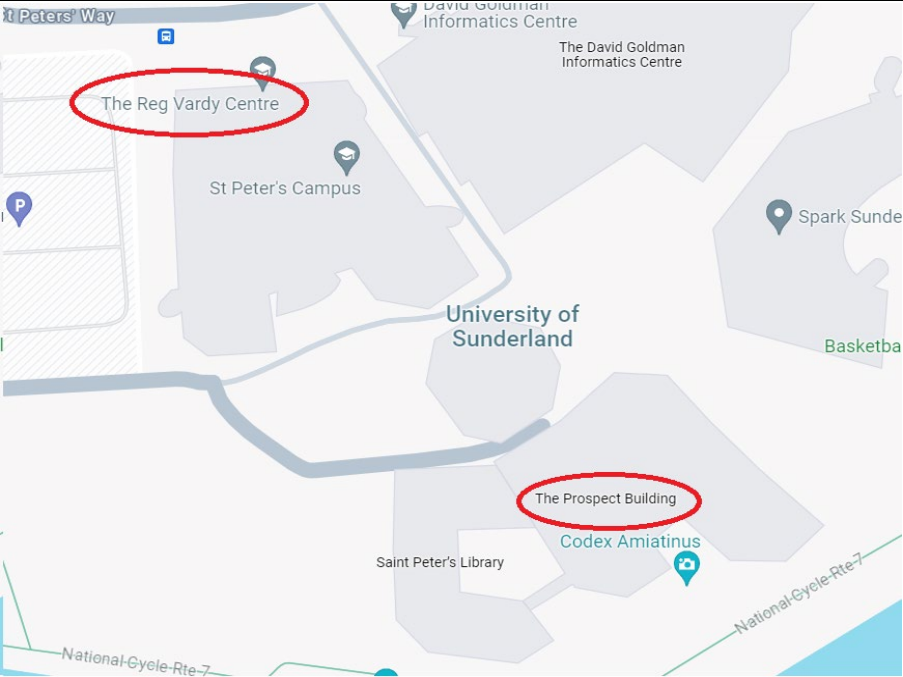 St Peters' Way
David Goldman
Informatics Centre
The David Goldman
Informatics Centre
The Reg Vardy Centre
St Peter's Campus
P
Spark Sunde
University of
Sunderland
Basketba
The Prospect Building
Codex Amiatinus
Saint Peter's Library
National Cycle Rte 7
National Cycle Rte 7